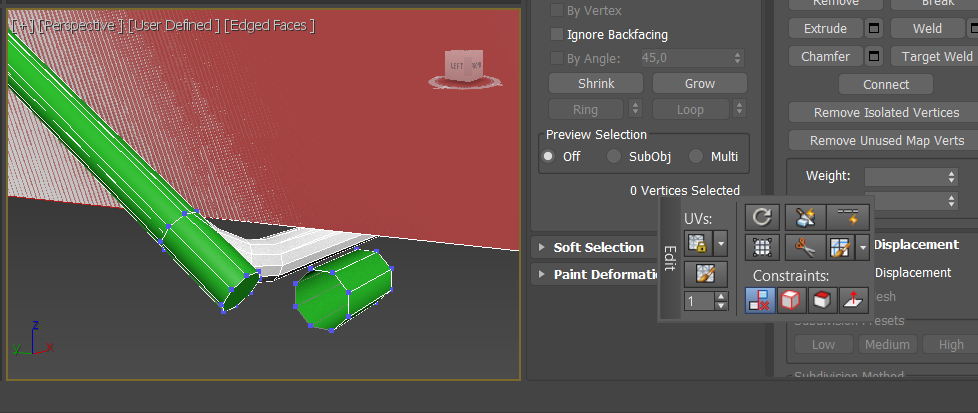 [+] [Perspective ] [User Defined ] [Edged Faces ]
LEFT
z
y
x
By Vertex
Ignore Backfacing
By Angle: 45,0
Shrink Grow
Ring Loop
Preview Selection
Off SubObj Multi
0 Vertices Selected
Soft Selection
Paint Deformatio
Remove Break
Extrude Weld
Chamfer Target Weld
Connect
Remove Isolated Vertices
Remove Unused Map Verts
Weight:
Edit
UVs:
1
Constraints:
Displacement
Displacement
esh
Subdivision Presets
Low Medium High
Subdivision Method